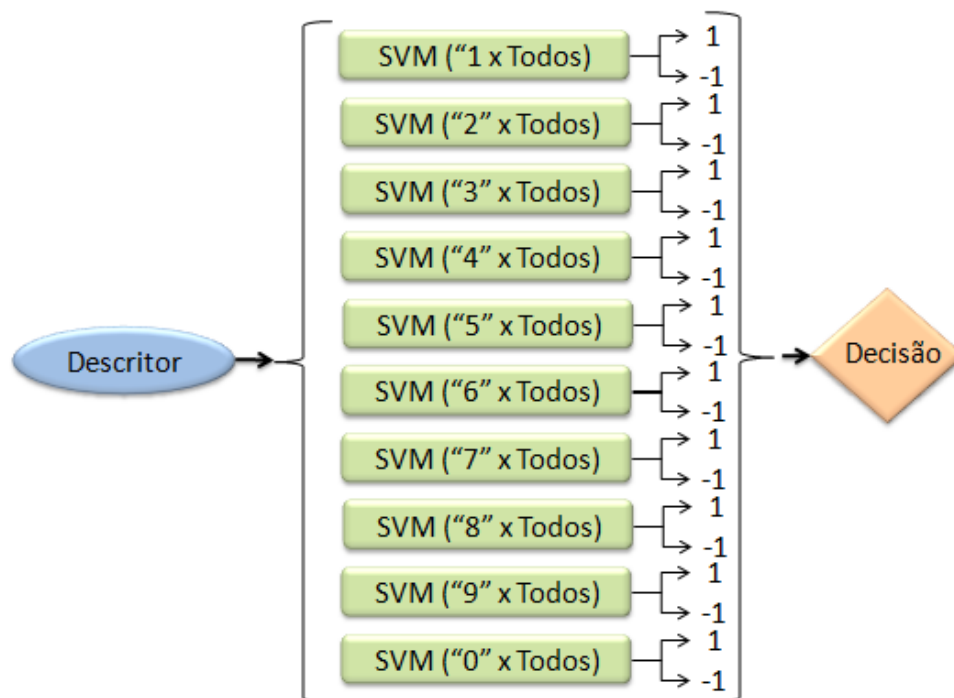 SVM (“1 x Todos)
1
-1
SVM (“2” x Todos)
1
-1
SVM (“3” x Todos)
1
-1
SVM (“4” x Todos)
1
-1
SVM (“5” x Todos)
1
-1
Descritor
Decisão
SVM (“6” x Todos)
1
-1
SVM (“7” x Todos)
1
-1
SVM (“8” x Todos)
1
-1
SVM (“9” x Todos)
1
-1
SVM (“0” x Todos)
1
-1